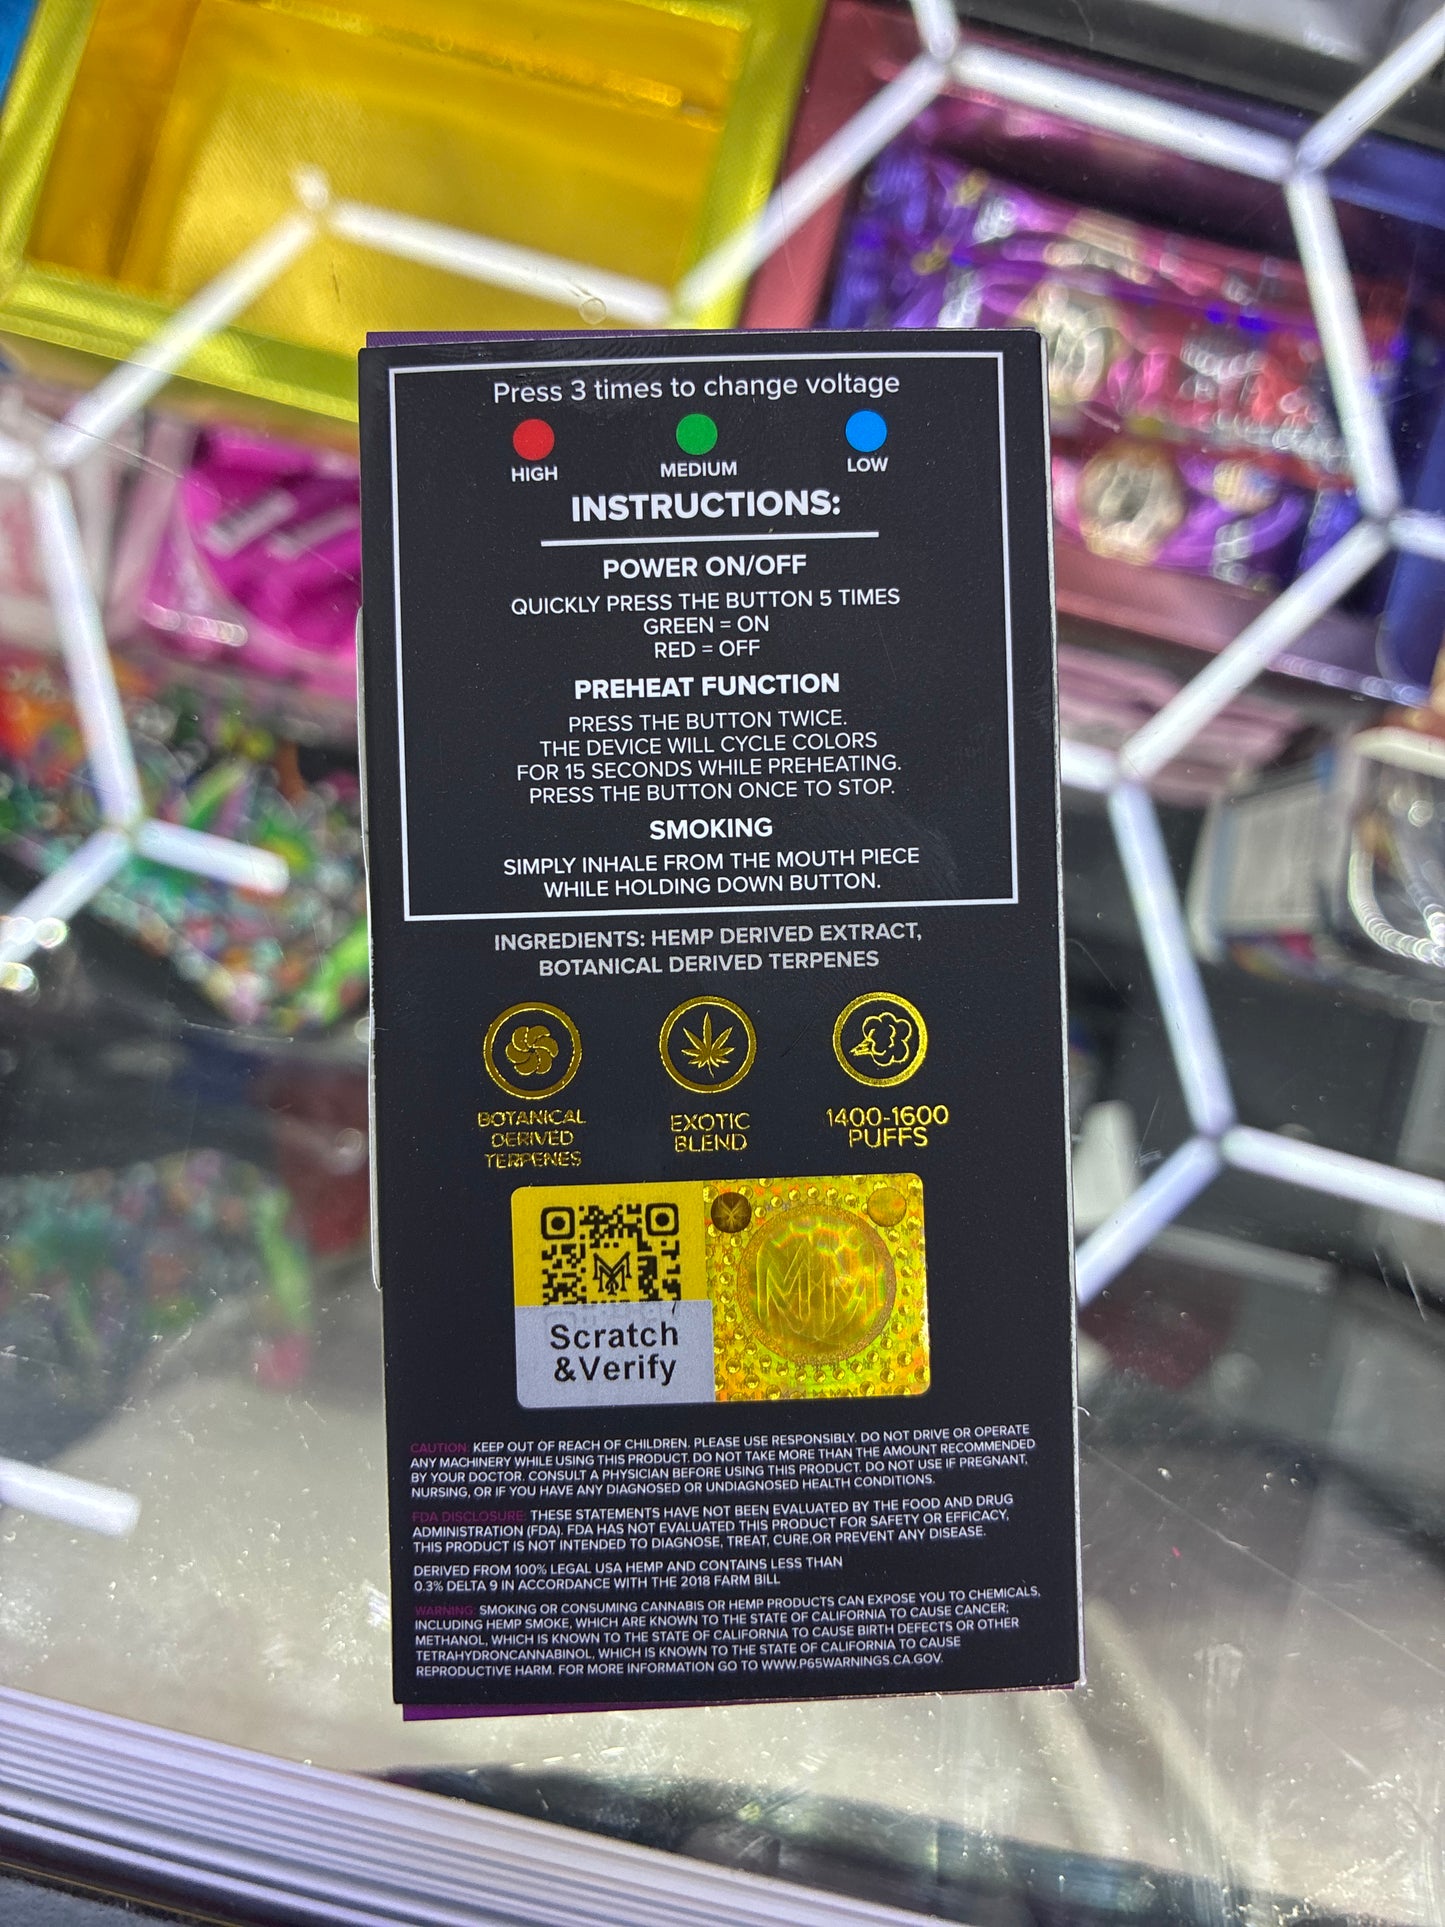 Press 3 times to change voltage
HIGH MEDIUM LOW
INSTRUCTIONS:
POWER ON/OFF
QUICKLY PRESS THE BUTTON 5 TIMES
GREEN = ON
RED = OFF
PREHEAT FUNCTION
PRESS THE BUTTON TWICE.
THE DEVICE WILL CYCLE COLORS
FOR 15 SECONDS WHILE PREHEATING.
PRESS THE BUTTON ONCE TO STOP.
SMOKING
SIMPLY INHALE FROM THE MOUTH PIECE
WHILE HOLDING DOWN BUTTON.
INGREDIENTS: HEMP DERIVED EXTRACT,
BOTANICAL DERIVED TERPENES
BOTANICAL
DERIVED
TERPENES
EXOTIC
BLEND
1400-1600
PUFFS
Scratch
&Verify
CAUTION: KEEP OUT OF REACH OF CHILDREN. PLEASE USE RESPONSIBLY. DO NOT DRIVE OR OPERATE
ANY MACHINERY WHILE USING THIS PRODUCT. DO NOT TAKE MORE THAN THE AMOUNT RECOMMENDED
BY YOUR DOCTOR. CONSULT A PHYSICIAN BEFORE USING THIS PRODUCT. DO NOT USE IF PREGNANT,
NURSING, OR IF YOU HAVE ANY DIAGNOSED OR UNDIAGNOSED HEALTH CONDITIONS.
FDA DISCLOSURE: THESE STATEMENTS HAVE NOT BEEN EVALUATED BY THE FOOD AND DRUG
ADMINISTRATION (FDA). FDA HAS NOT EVALUATED THIS PRODUCT FOR SAFETY OR EFFICACY,
THIS PRODUCT IS NOT INTENDED TO DIAGNOSE, TREAT, CURE,OR PREVENT ANY DISEASE.
DERIVED FROM 100% LEGAL USA HEMP AND CONTAINS LESS THAN
0.3% DELTA 9 IN ACCORDANCE WITH THE 2018 FARM BILL
WARNING: SMOKING OR CONSUMING CANNABIS OR HEMP PRODUCTS CAN EXPOSE YOU TO CHEMICALS,
INCLUDING HEMP SMOKE, WHICH ARE KNOWN TO THE STATE OF CALIFORNIA TO CAUSE CANCER;
METHANOL, WHICH IS KNOWN TO THE STATE OF CALIFORNIA TO CAUSE BIRTH DEFECTS OR OTHER
TETRAHYDRONCANNABINOL, WHICH IS KNOWN TO THE STATE OF CALIFORNIA TO CAUSE
REPRODUCTIVE HARM. FOR MORE INFORMATION GO TO WWW.P65WARNINGS.CA.GOV.